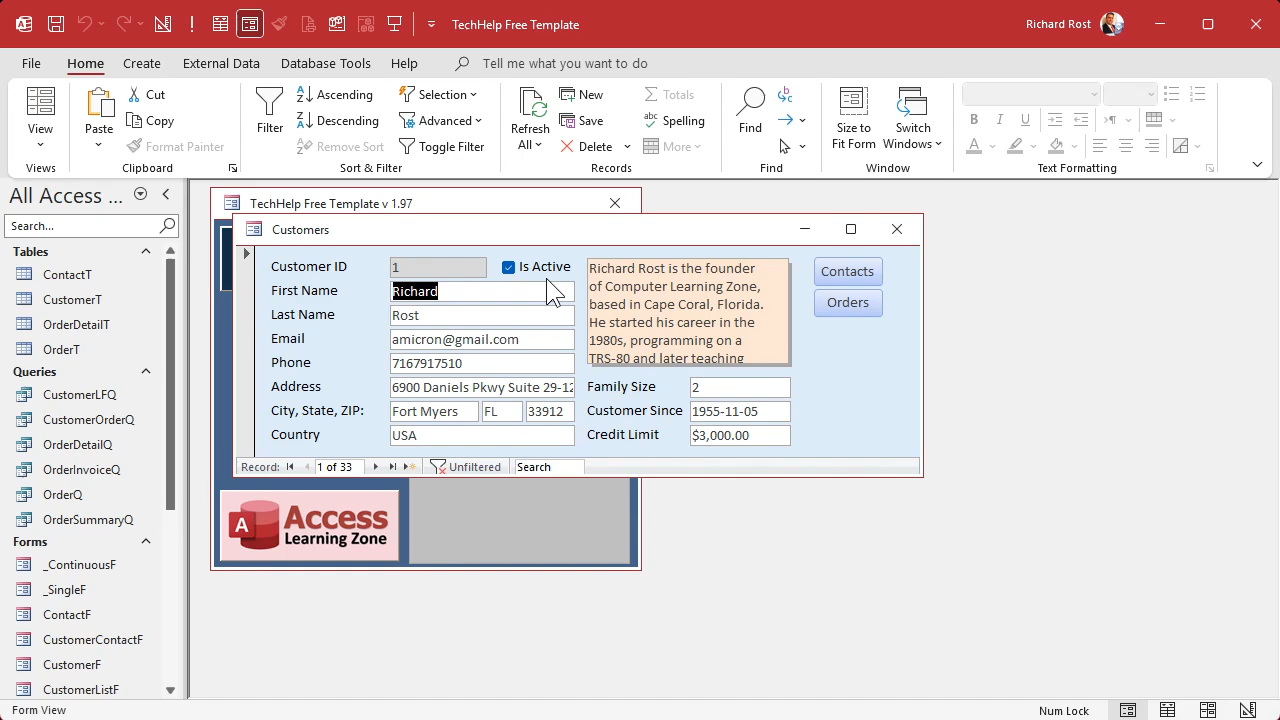 TechHelp Free Template
Richard Rost
File Home Create External Data Database Tools Help Tell me what you want to do
View
Views
Paste
Cut
Copy
Format Painter
Clipboard
Filter
Ascending
Descending
Remove Sort
Selection
Advanced
Toggle Filter
Sort & Filter
Refresh
All
New
Save
Delete
Totals
Spelling
More
Records
Find
Find
Size to
Fit Form
Switch
Windows
Window
B I U
A
Text Formatting
All Access ...
Search...
Tables
ContactT
CustomerT
OrderDetailT
OrderT
Queries
CustomerLFQ
CustomerOrderQ
OrderDetailQ
OrderInvoiceQ
OrderQ
OrderSummaryQ
Forms
_ContinuousF
_SingleF
ContactF
CustomerContactF
CustomerF
CustomerListF
TechHelp Free Template v 1.97
Customers
Customer ID 1 Is Active
First Name Richard
Last Name Rost
Email amicron@gmail.com
Phone 7167917510
Address 6900 Daniels Pkwy Suite 29-12
City, State, ZIP: Fort Myers FL 33912
Country USA
Richard Rost is the founder
of Computer Learning Zone,
based in Cape Coral, Florida.
He started his career in the
1980s, programming on a
TRS-80 and later teaching
Family Size 2
Customer Since 1955-11-05
Credit Limit $3,000.00
Contacts
Orders
Record: 1 of 33 Unfiltered Search
A Access
Learning Zone
Form View
Num Lock